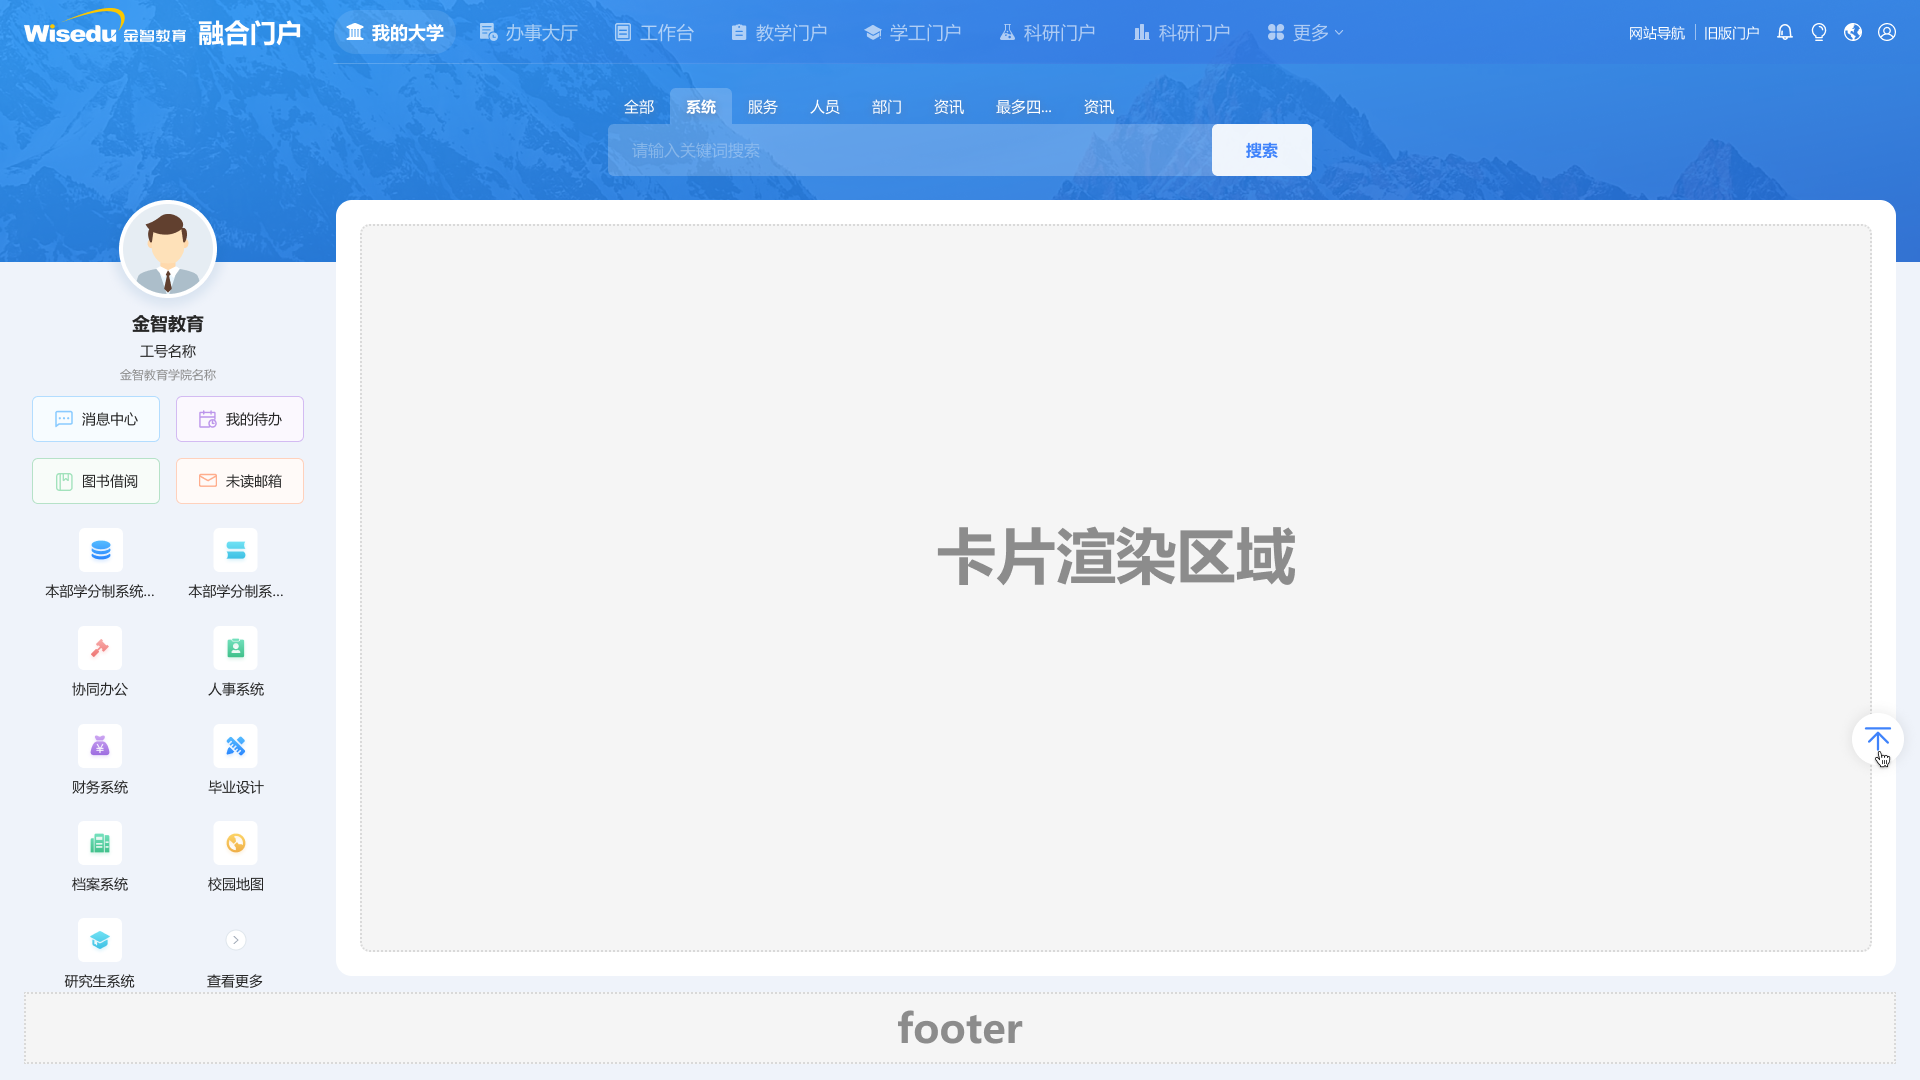 Wisedu 金智教育 融合门户
我的大学 办事大厅 工作台 教学门户 学工门户 科研门户 科研门户 更多
网站导航 旧版门户
全部 系统 服务 人员 部门 资讯 最多四... 资讯
请输入关键词搜索 搜索
金智教育
工号名称
金智教育学院名称
消息中心 我的待办
图书借阅 未读邮箱
本部学分制系统... 本部学分制系...
协同办公 人事系统
财务系统 毕业设计
档案系统 校园地图
研究生系统 查看更多
卡片渲染区域
footer